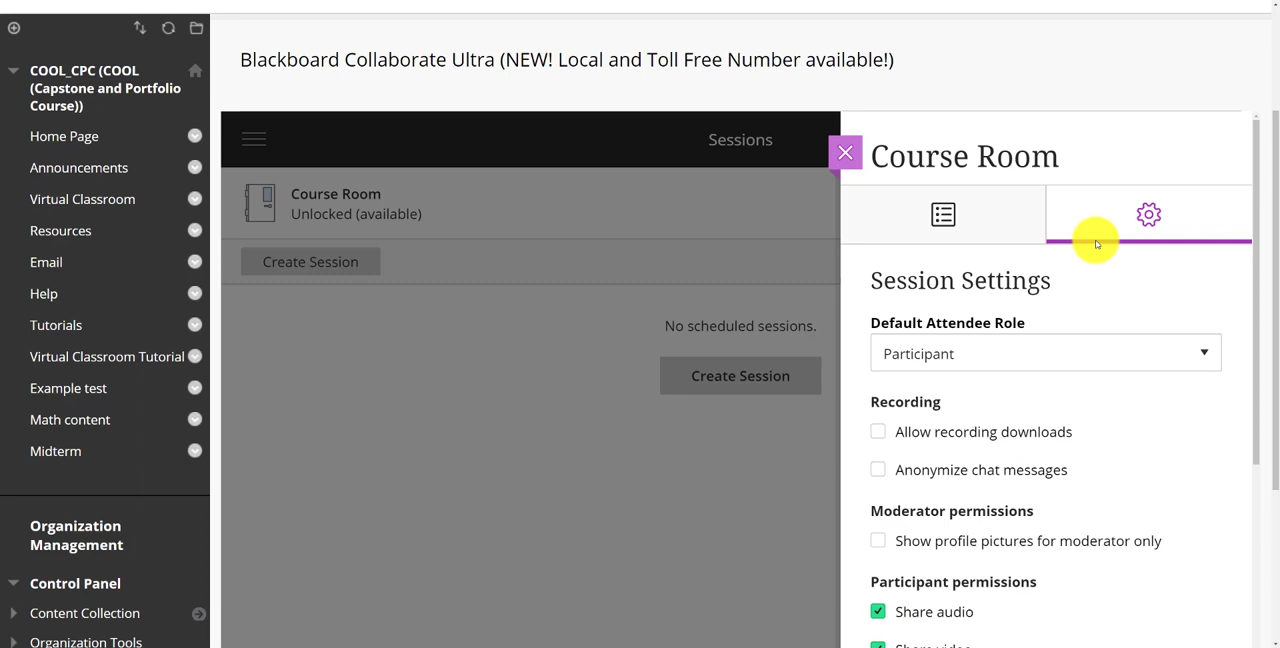 Blackboard Collaborate Ultra (NEW! Local and Toll Free Number available!)
COOL_CPC (COOL
(Capstone and Portfolio
Course))
Home Page
Announcements
Virtual Classroom
Resources
Email
Help
Tutorials
Virtual Classroom Tutorial
Example test
Math content
Midterm
Organization
Management
Control Panel
Content Collection
Organization Tools
Sessions
Course Room
Unlocked (available)
Create Session
No scheduled sessions.
Create Session
Course Room
Session Settings
Default Attendee Role
Participant
Recording
Allow recording downloads
Anonymize chat messages
Moderator permissions
Show profile pictures for moderator only
Participant permissions
Share audio
Share video